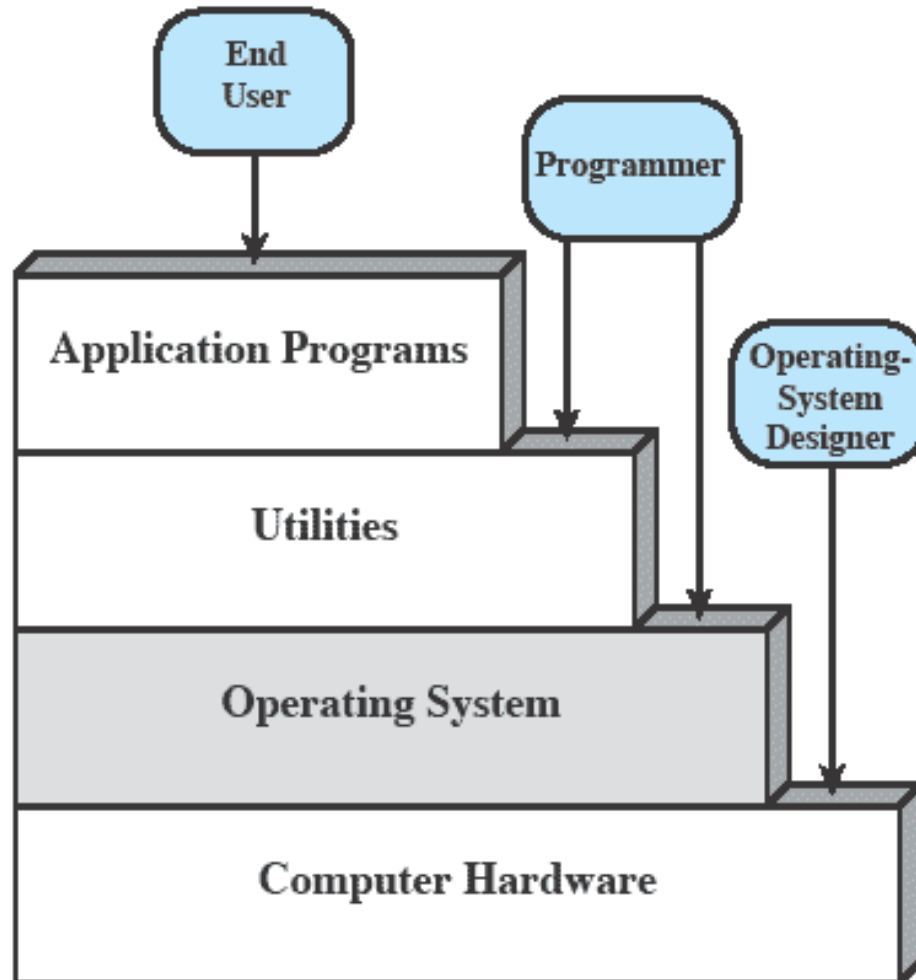 End
User
Programmer
Operating-
System
Designer
Application Programs
Utilities
Operating System
Computer Hardware